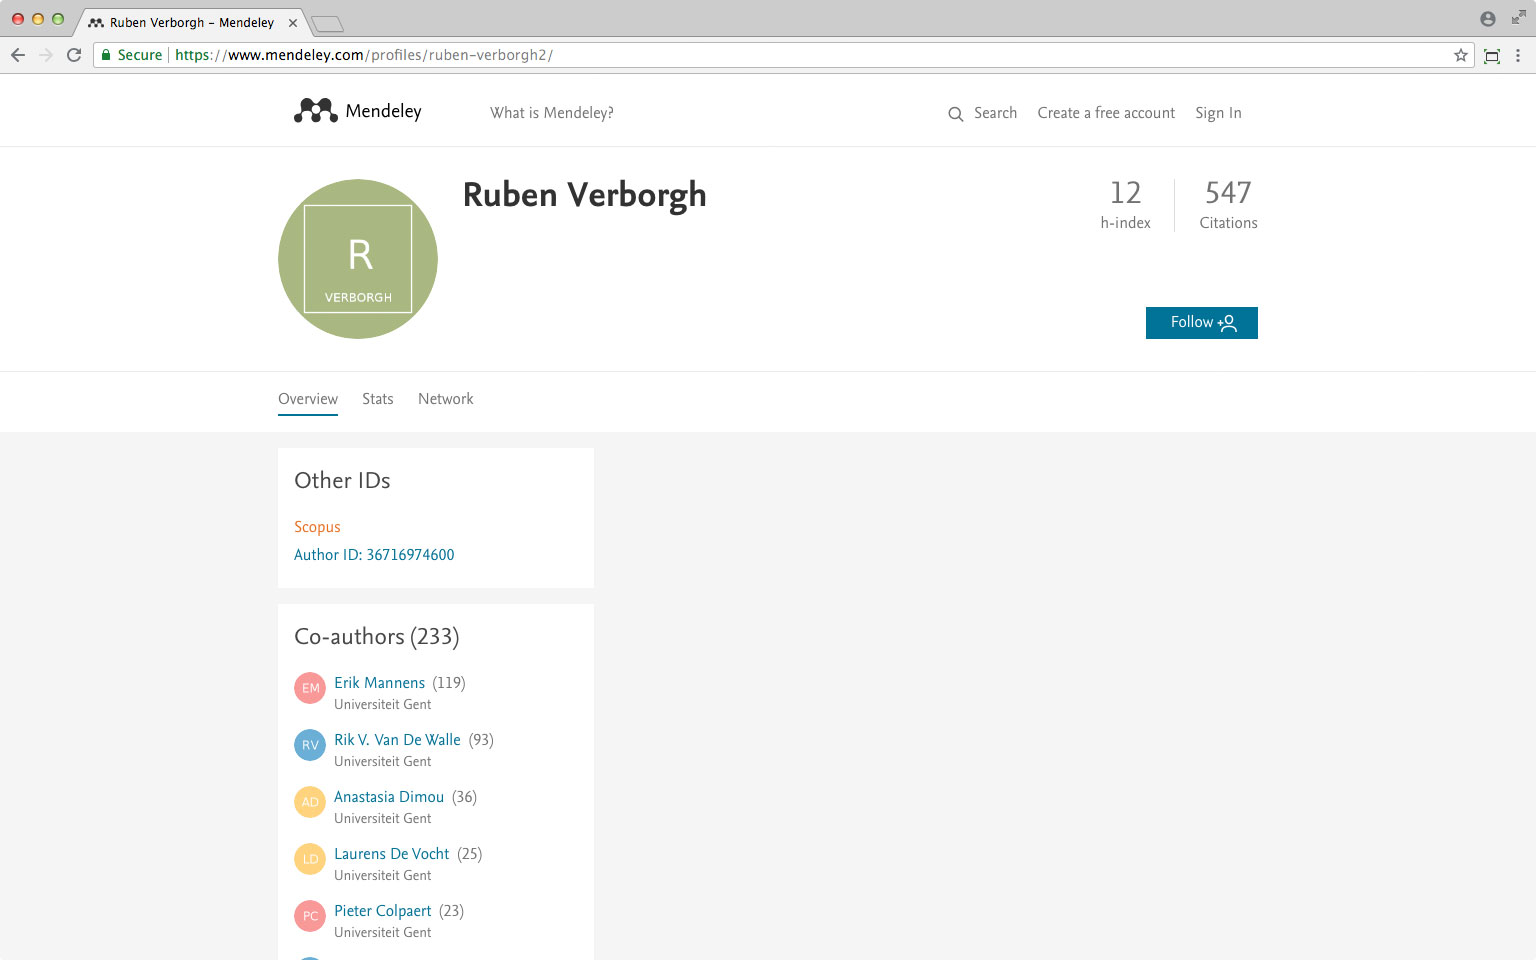 Ruben Verborgh – Mendeley
Secure https://www.mendeley.com/profiles/ruben-verborgh2/
Mendeley What is Mendeley? Search Create a free account Sign In
R
VERBORGH
Ruben Verborgh
12
h-index
547
Citations
Follow
Overview Stats Network
Other IDs
Scopus
Author ID: 36716974600
Co-authors (233)
EM Erik Mannens (119)
Universiteit Gent
RV Rik V. Van De Walle (93)
Universiteit Gent
AD Anastasia Dimou (36)
Universiteit Gent
LD Laurens De Vocht (25)
Universiteit Gent
PC Pieter Colpaert (23)
Universiteit Gent